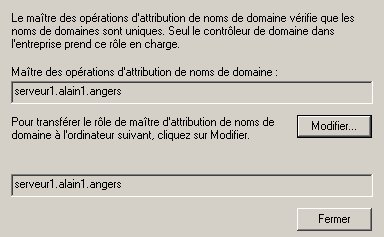 Le maître des opérations d'attribution de noms de domaine vérifie que les
noms de domaines sont uniques. Seul le contrôleur de domaine dans
l'entreprise prend ce rôle en charge.
Maître des opérations d'attribution de noms de domaine :
serveur1.alain1.angers
Pour transférer le rôle de maître d'attribution de noms de
domaine à l'ordinateur suivant, cliquez sur Modifier.
Modifier...
serveur1.alain1.angers
Fermer